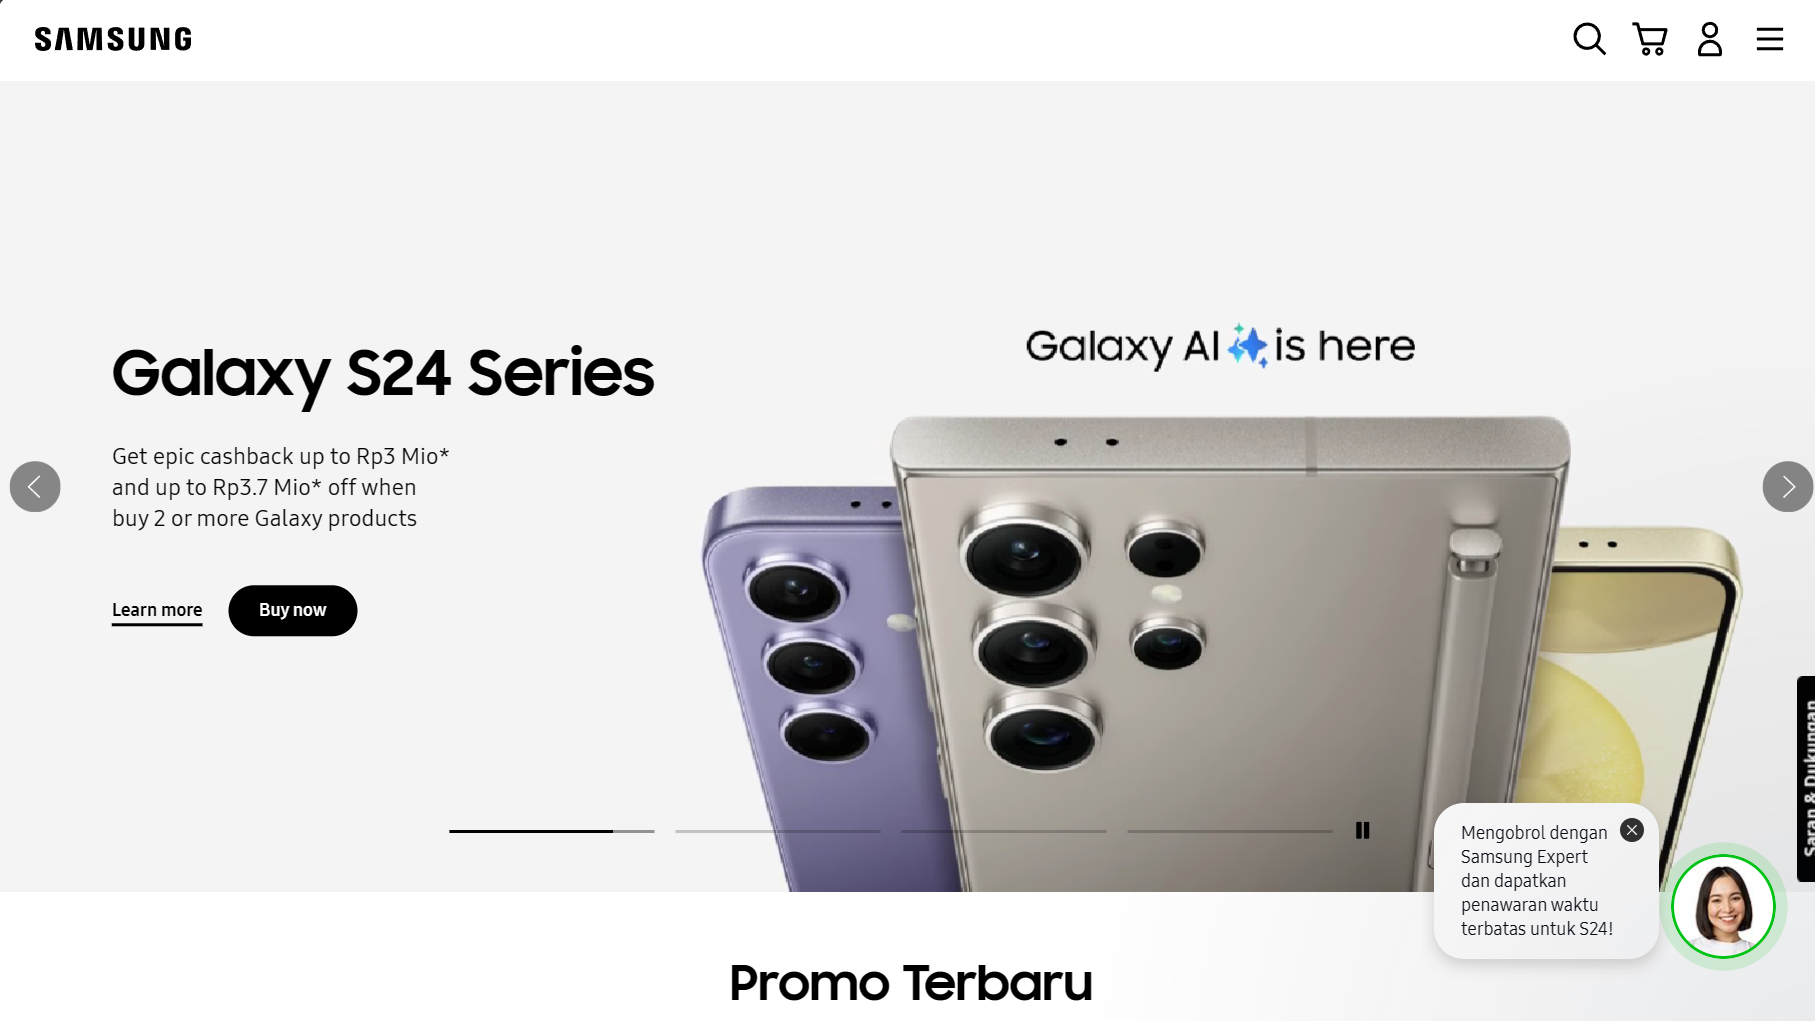 SAMSUNG
Galaxy AI is here
Galaxy S24 Series
Get epic cashback up to Rp3 Mio*
and up to Rp3.7 Mio* off when
buy 2 or more Galaxy products
Learn more
Buy now
Saran & Dukungan
Mengobrol dengan
Samsung Expert
dan dapatkan
penawaran waktu
terbatas untuk S24!
Promo Terbaru